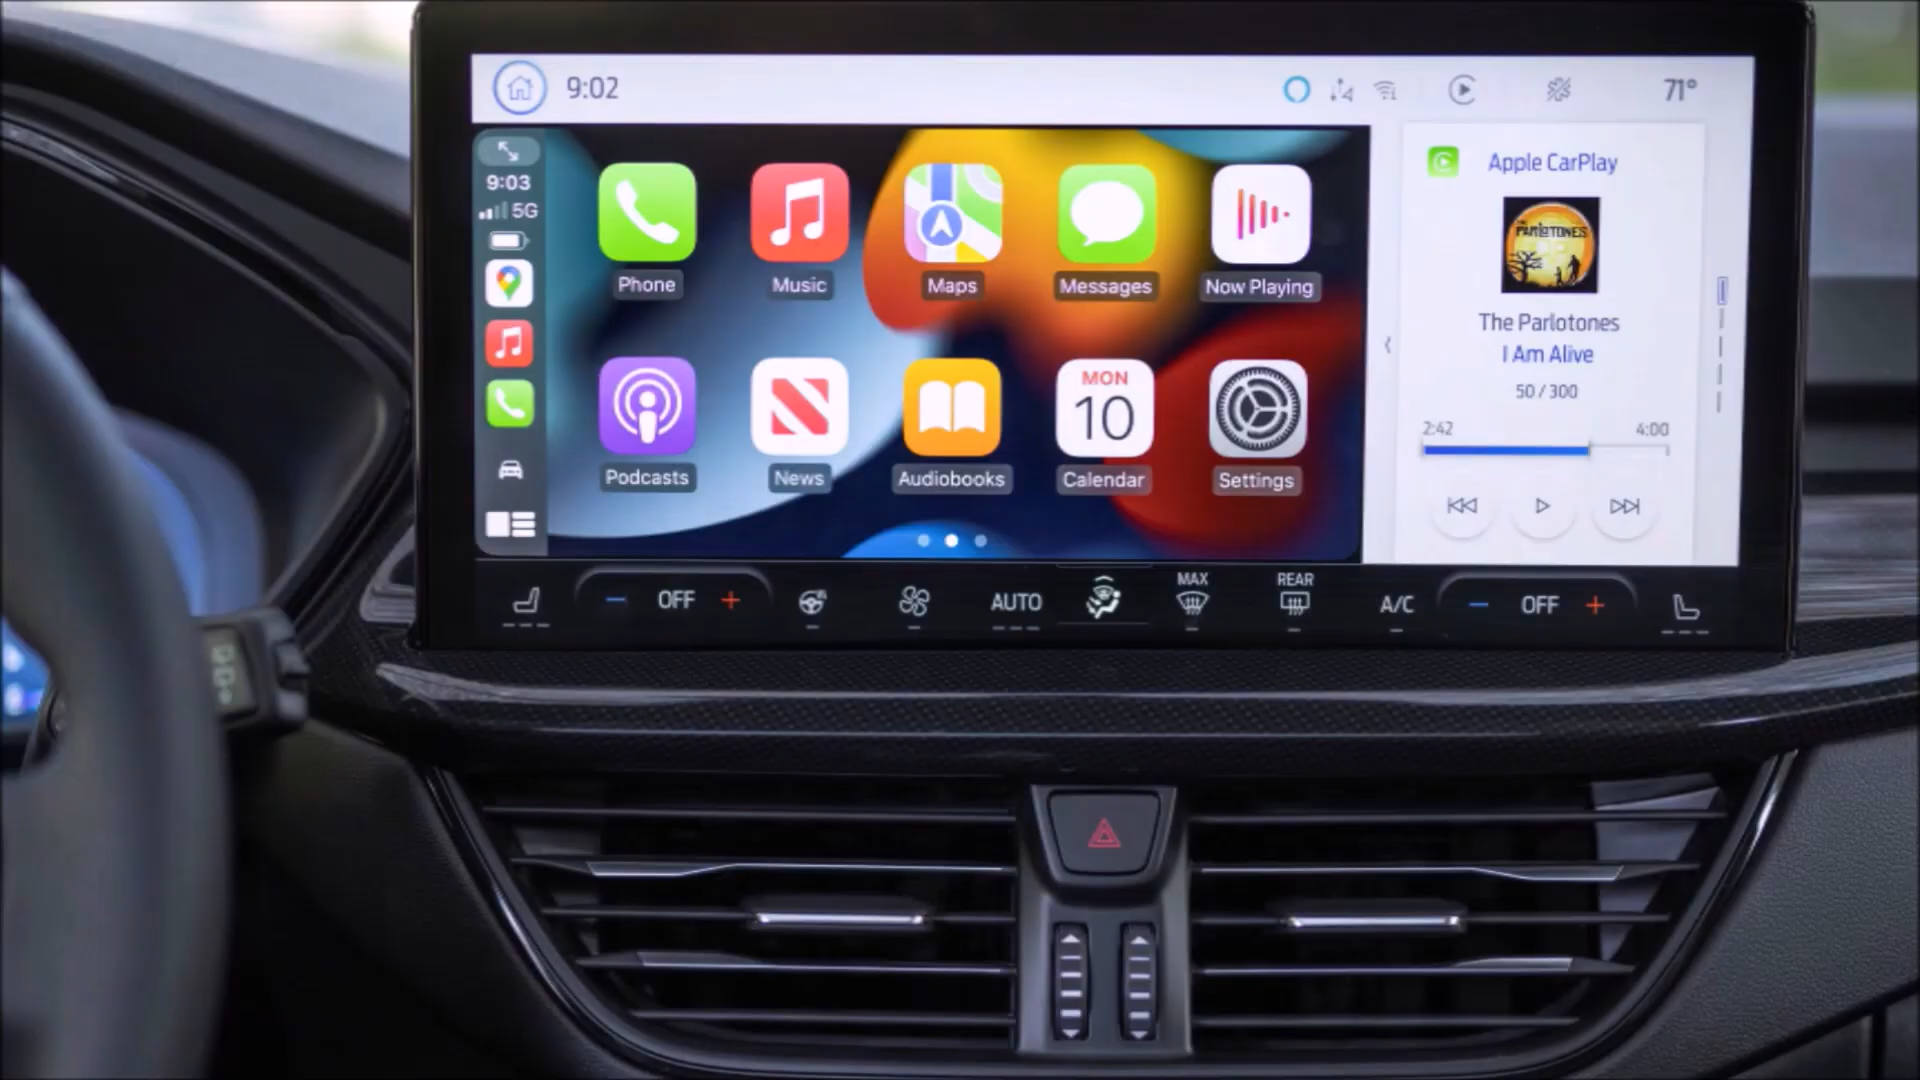 9:02
71°
9:03
5G
Phone
Music
Maps
Messages
Now Playing
Podcasts
News
Audiobooks
MON
10
Calendar
Settings
Apple CarPlay
PARLOTONES
The Parlotones
I Am Alive
50 / 300
2:42
4:00
OFF
AUTO
MAX
REAR
A/C
OFF